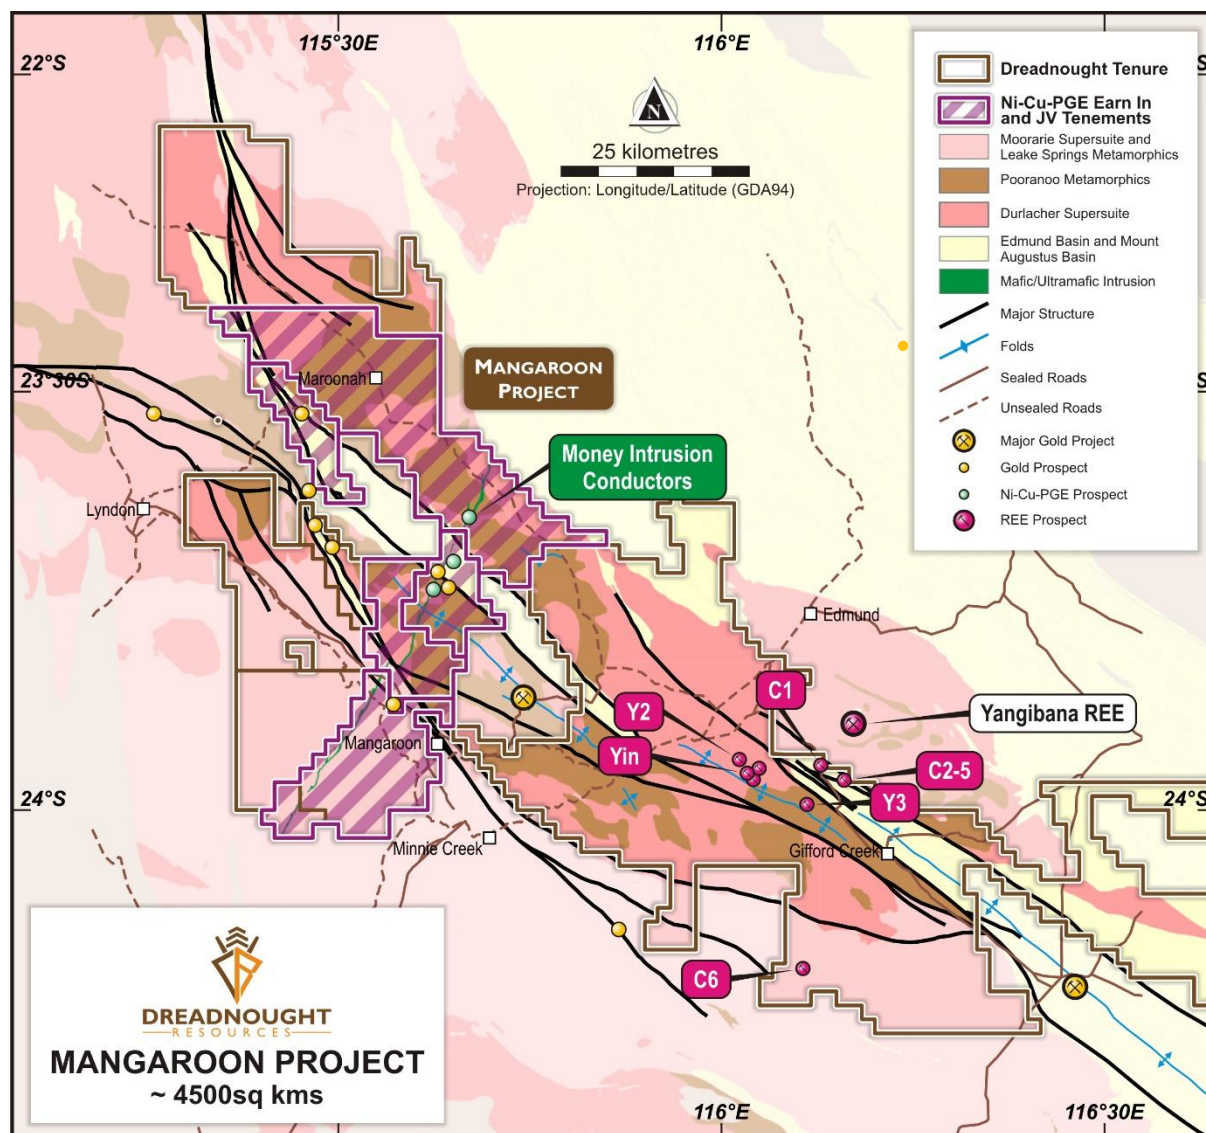 115°30E
116°E
22°S
S
N
25 kilometres
Projection: Longitude/Latitude (GDA94)
Dreadnought Tenure
Ni-Cu-PGE Earn In
and JV Tenements
Moorarie Supersuite and
Leake Springs Metamorphics
Pooranoo Metamorphics
Durlacher Supersuite
Edmund Basin and Mount
Augustus Basin
Mafic/Ultramafic Intrusion
Major Structure
Folds
Sealed Roads
Unsealed Roads
Major Gold Project
Gold Prospect
Ni-Cu-PGE Prospect
REE Prospect
23°30S
S
Maroonah
MANGAROON
PROJECT
Money Intrusion
Conductors
Lyndon
Edmund
C1
Y2
Yangibana REE
Mangaroon
Yin
C2-5
Y3
24°S
24°S
Minnie Creek
Gifford Creek
C6
DREADNOUGHT
RESOURCES
MANGAROON PROJECT
~ 4500sq kms
116°E
116°30E